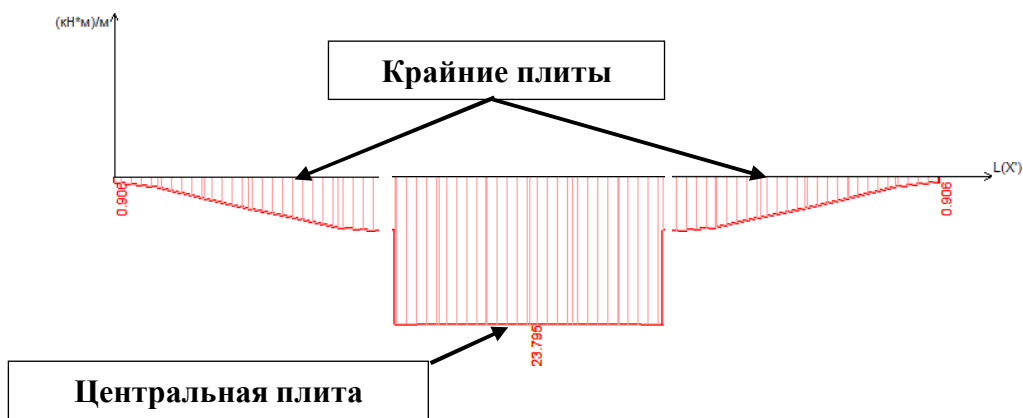 (кН*м)/м
Крайние плиты
L(X')
0.906
0.906
23.795
Центральная плита